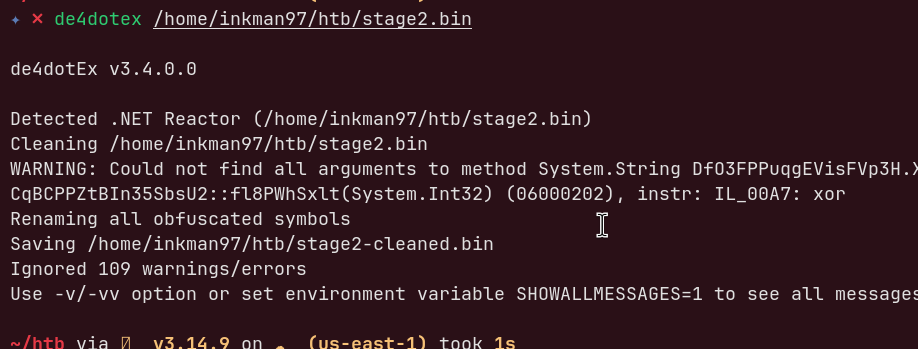 ✦ × de4dotex /home/inkman97/htb/stage2.bin
de4dotEx v3.4.0.0
Detected .NET Reactor (/home/inkman97/htb/stage2.bin)
Cleaning /home/inkman97/htb/stage2.bin
WARNING: Could not find all arguments to method System.String DfO3FPPuqgEVisFVp3H.X
CqBCPPZtBIn35SbsU2::fl8PWhSxlt(System.Int32) (06000202), instr: IL_00A7: xor
Renaming all obfuscated symbols
Saving /home/inkman97/htb/stage2-cleaned.bin
Ignored 109 warnings/errors
Use -v/-vv option or set environment variable SHOWALLMESSAGES=1 to see all messages
~/htb via v3.14.9 on (us-east-1) took 1s